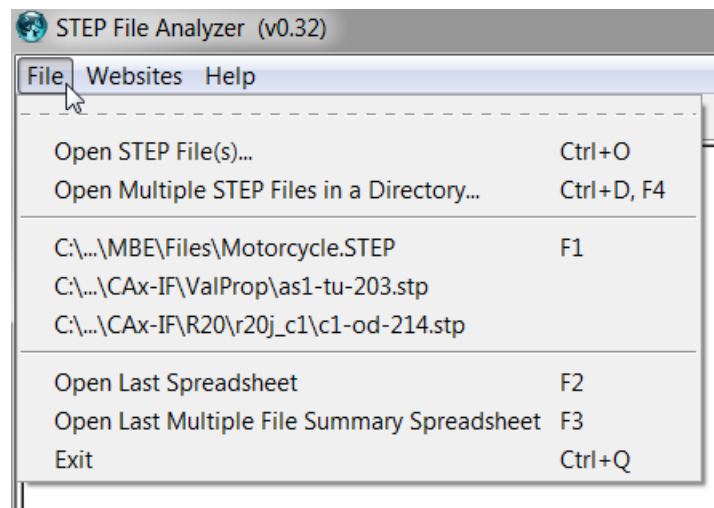 STEP File Analyzer (v0.32)
File Websites Help
Open STEP File(s)... Ctrl+O
Open Multiple STEP Files in a Directory... Ctrl+D, F4
C:\...\MBE\Files\Motorcycle.STEP F1
C:\...\CAx-IF\ValProp\as1-tu-203.stp
C:\...\CAx-IF\R20\r20j_c1\c1-od-214.stp
Open Last Spreadsheet F2
Open Last Multiple File Summary Spreadsheet F3
Exit Ctrl+Q